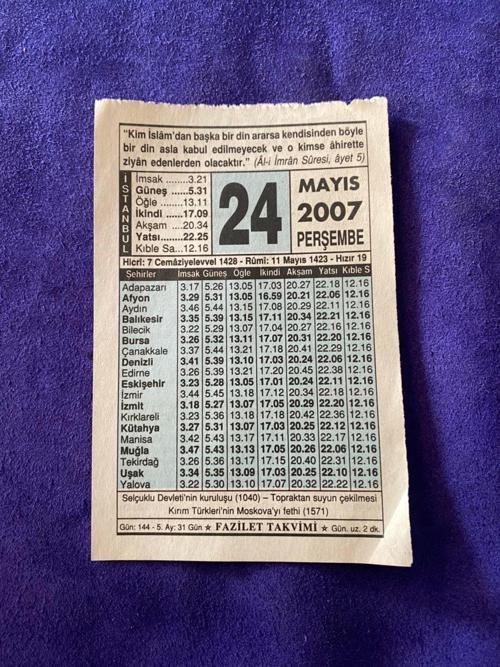 “Kim İslâm’dan başka bir din ararsa kendisinden böyle
bir din asla kabul edilmeyecek ve o kimse âhirette
ziyân edenlerden olacaktır.” (Âl-i İmrân Sûresi, âyet 5)
İSTANBUL
İmsak ........3.21
Güneş ......5.31
Öğle ........13.11
İkindi ......17.09
Akşam ....20.34
Yatsı........22.25
Kıble Sa...12.16
24
MAYIS
2007
PERŞEMBE
Hicrî: 7 Cemâziyelevvel 1428 - Rûmî: 11 Mayıs 1423 - Hızır 19
Şehirler İmsak Güneş Öğle İkindi Akşam Yatsı Kıble S
Adapazarı 3.17 5.26 13.05 17.03 20.27 22.18 12.16
Afyon 3.29 5.31 13.05 16.59 20.21 22.06 12.16
Aydın 3.46 5.44 13.15 17.08 20.29 22.11 12.16
Balıkesir 3.35 5.39 13.15 17.11 20.34 22.21 12.16
Bilecik 3.22 5.29 13.07 17.04 20.27 22.16 12.16
Bursa 3.26 5.32 13.11 17.07 20.31 22.20 12.16
Çanakkale 3.37 5.44 13.21 17.18 20.41 22.29 12.16
Denizli 3.41 5.39 13.10 17.03 20.24 22.06 12.16
Edirne 3.26 5.39 13.21 17.20 20.45 22.38 12.16
Eskişehir 3.23 5.28 13.05 17.01 20.24 22.11 12.16
İzmir 3.44 5.45 13.18 17.12 20.34 22.18 12.16
İzmit 3.18 5.27 13.07 17.05 20.29 22.20 12.16
Kırklareli 3.23 5.36 13.18 17.18 20.42 22.36 12.16
Kütahya 3.27 5.31 13.07 17.03 20.25 22.12 12.16
Manisa 3.42 5.43 13.17 17.11 20.33 22.17 12.16
Muğla 3.47 5.43 13.13 17.05 20.26 22.06 12.16
Tekirdağ 3.26 5.36 13.17 17.15 20.40 22.31 12.16
Uşak 3.34 5.35 13.09 17.03 20.25 22.10 12.16
Yalova 3.22 5.30 13.10 17.07 20.32 22.22 12.16
Selçuklu Devleti’nin kuruluşu (1040) – Topraktan suyun çekilmesi
Kırım Türkleri’nin Moskova’yı fethi (1571)
Gün: 144 - 5. Ay: 31 Gün ★ FAZİLET TAKVİMİ ★ Gün. uz. 2 dk.